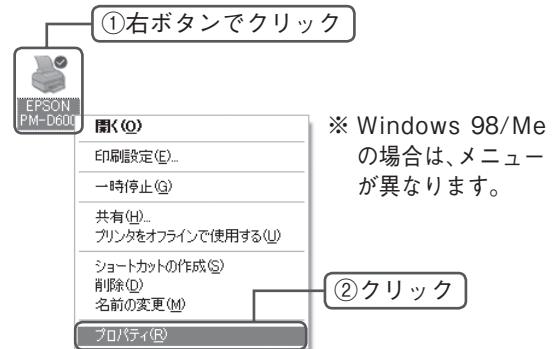 ①右ボタンでクリック
EPSON
PM-D600
開く(O)
印刷設定(E)...
一時停止(G)
共有(H)...
プリンタをオフラインで使用する(U)
ショートカットの作成(S)
削除(D)
名前の変更(M)
プロパティ(R)
※ Windows 98/Me
の場合は、メニュー
が異なります。
②クリック